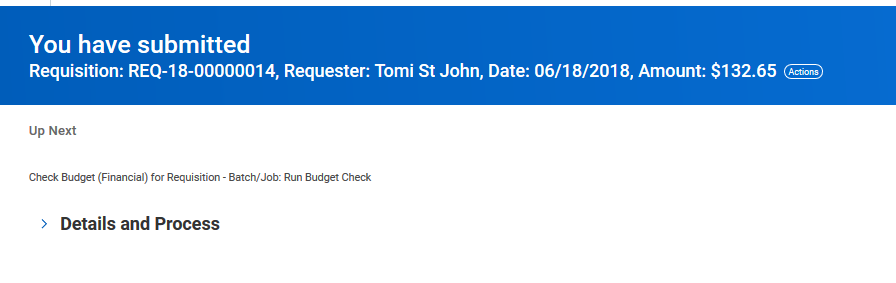 You have submitted
Requisition: REQ-18-00000014, Requester: Tomi St John, Date: 06/18/2018, Amount: $132.65 Actions
Up Next
Check Budget (Financial) for Requisition - Batch/Job: Run Budget Check
Details and Process